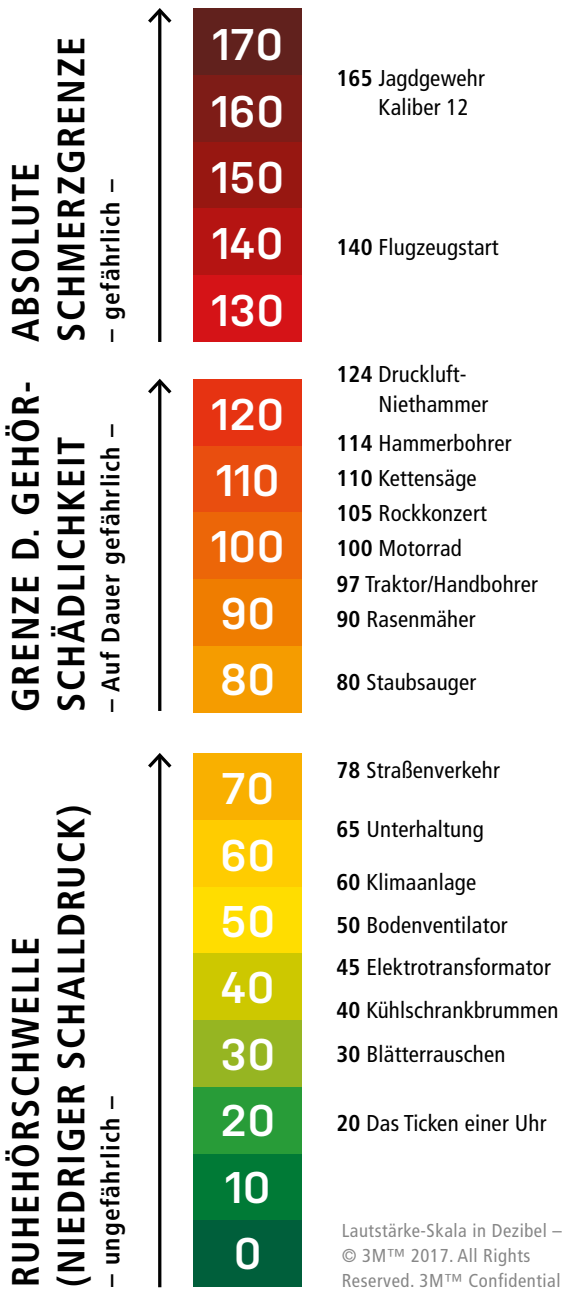 ABSOLUTE
SCHMERZGRENZE
– gefährlich –
170
160
150
140
130
165 Jagdgewehr
Kaliber 12
140 Flugzeugstart
GRENZE D. GEHÖR-
SCHÄDLICHKEIT
– Auf Dauer gefährlich –
120
110
100
90
80
124 Druckluft-
Niethammer
114 Hammerbohrer
110 Kettensäge
105 Rockkonzert
100 Motorrad
97 Traktor/Handbohrer
90 Rasenmäher
80 Staubsauger
RUHEHÖRSCHWELLE
(NIEDRIGER SCHALLDRUCK)
– ungefährlich –
70
60
50
40
30
20
10
0
78 Straßenverkehr
65 Unterhaltung
60 Klimaanlage
50 Bodenventilator
45 Elektrotransformator
40 Kühlschrankbrummen
30 Blätterrauschen
20 Das Ticken einer Uhr
Lautstärke-Skala in Dezibel –
© 3M™ 2017. All Rights
Reserved. 3M™ Confidential